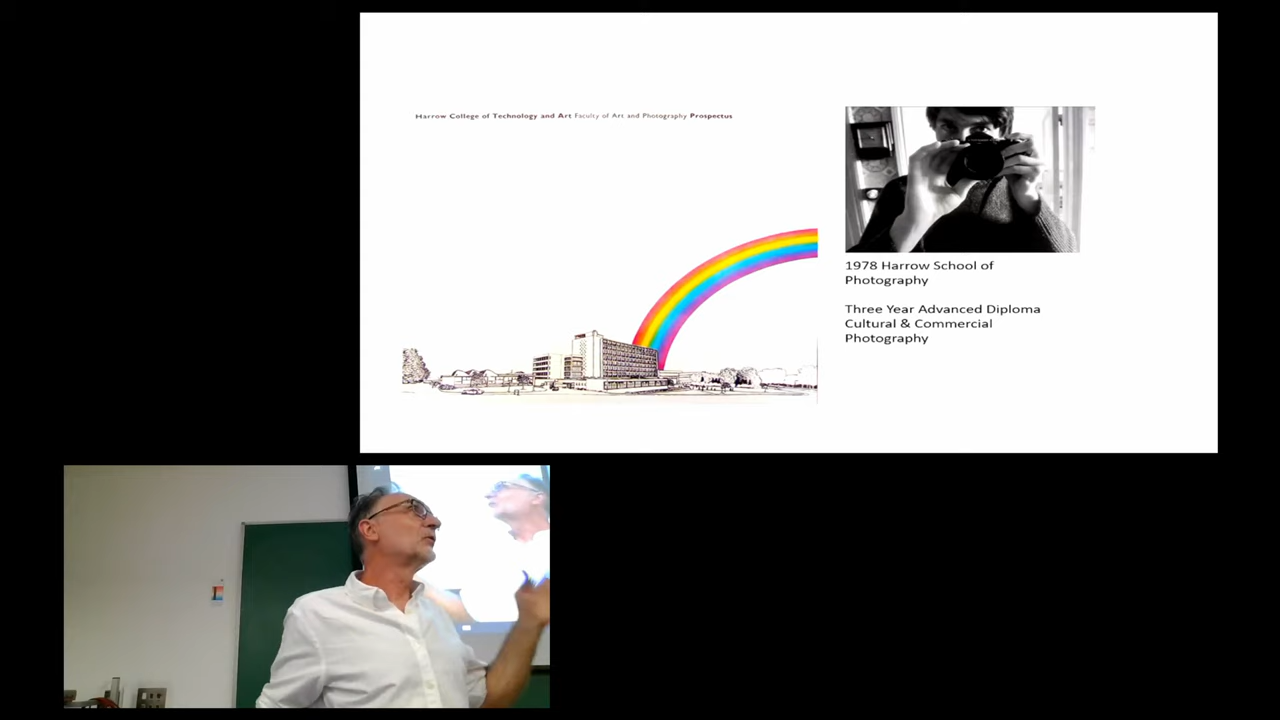 Harrow College of Technology and Art Faculty of Art and Photography Prospectus
1978 Harrow School of
Photography
Three Year Advanced Diploma
Cultural & Commercial
Photography